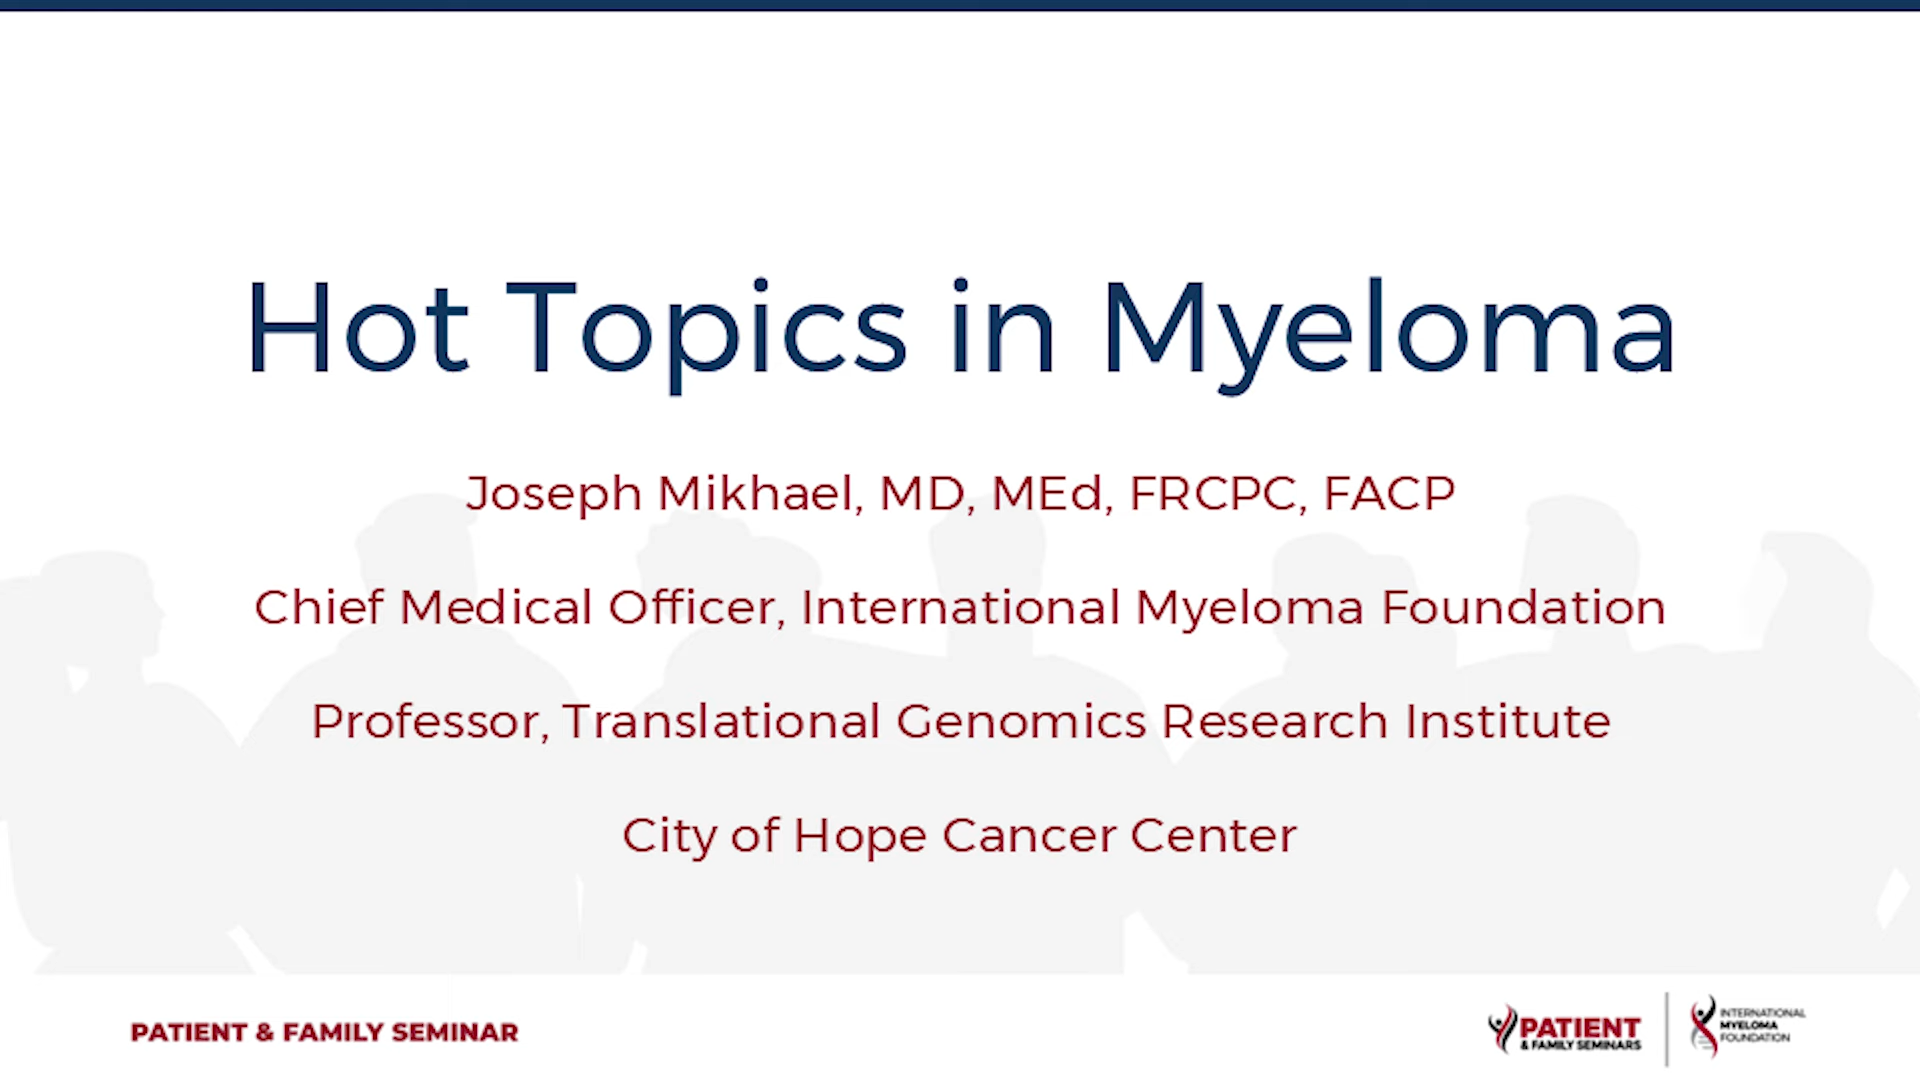 Hot Topics in Myeloma
Joseph Mikhael, MD, MEd, FRCPC, FACP
Chief Medical Officer, International Myeloma Foundation
Professor, Translational Genomics Research Institute
City of Hope Cancer Center
PATIENT & FAMILY SEMINAR
PATIENT
& FAMILY SEMINARS
INTERNATIONAL
MYELOMA
FOUNDATION